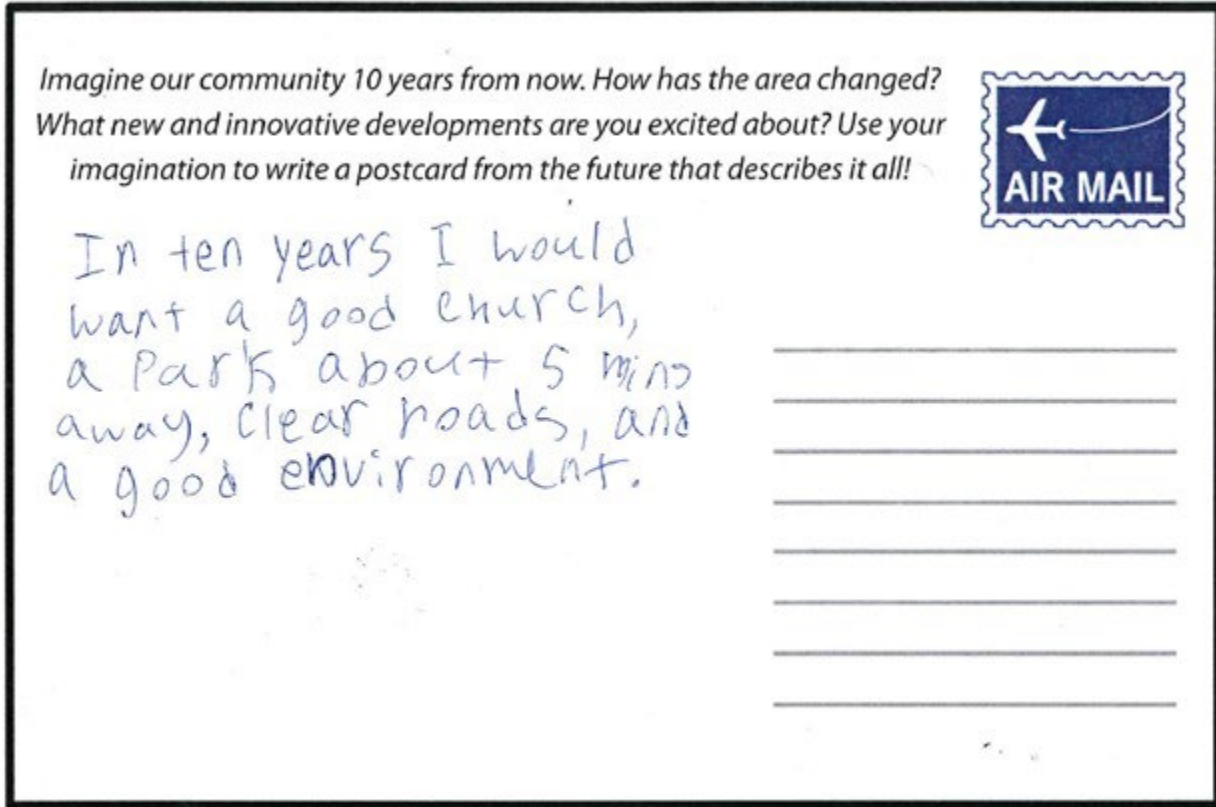 Imagine our community 10 years from now. How has the area changed?
What new and innovative developments are you excited about? Use your
imagination to write a postcard from the future that describes it all!
AIR MAIL
In ten years I would
want a good church,
a Park about 5 mins
away, clear roads, and
a good environment.